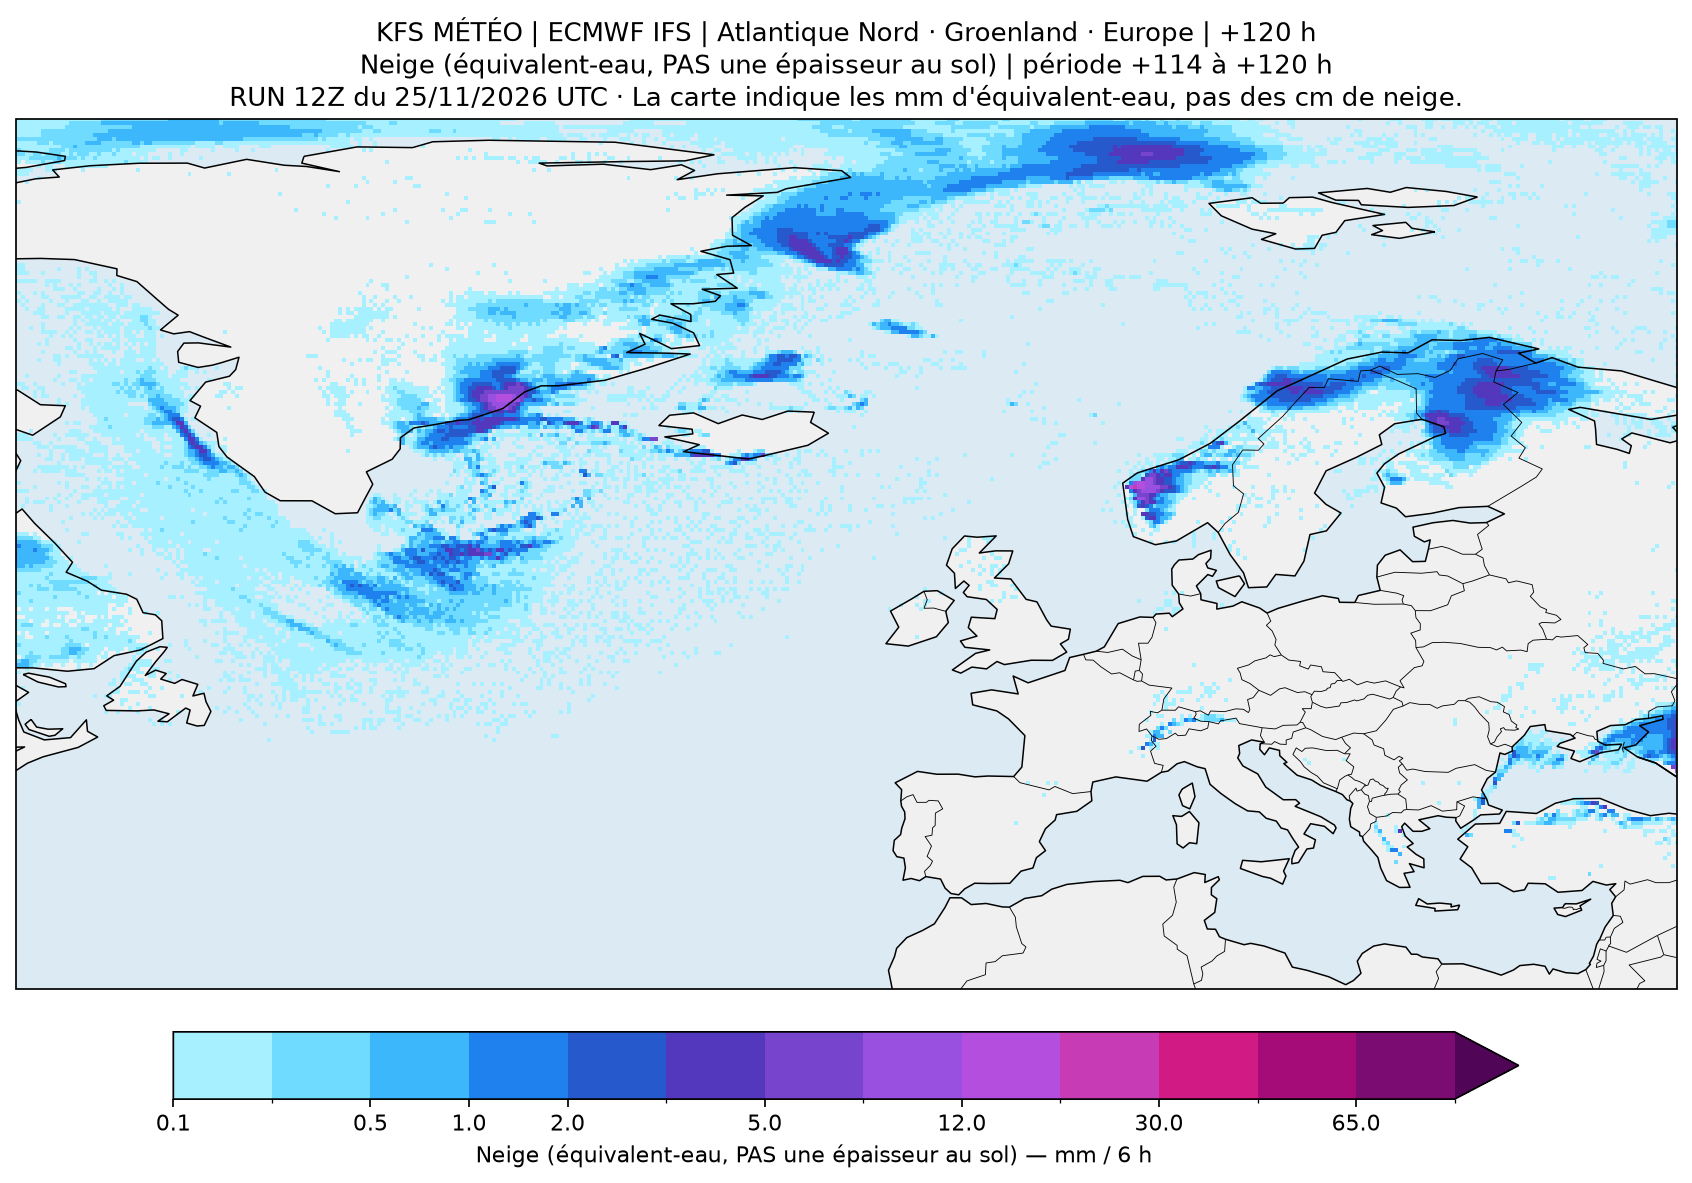 KFS MÉTÉO | ECMWF IFS | Atlantique Nord · Groenland · Europe | +120 h
Neige (équivalent-eau, PAS une épaisseur au sol) | période +114 à +120 h
RUN 12Z du 25/11/2026 UTC · La carte indique les mm d'équivalent-eau, pas des cm de neige.
0.1 0.5 1.0 2.0 5.0 12.0 30.0 65.0
Neige (équivalent-eau, PAS une épaisseur au sol) — mm / 6 h